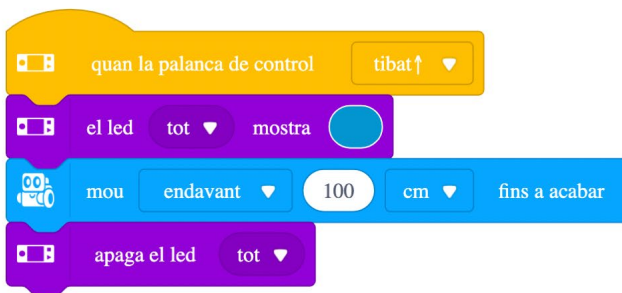 quan la palanca de control tibat↑
el led tot mostra
mou endavant 100 cm fins a acabar
apaga el led tot